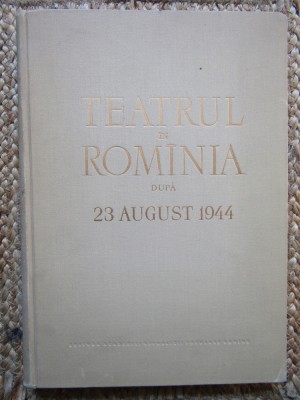 TEATRUL
ÎN
ROMÎNIA
DUPĂ
23 AUGUST 1944